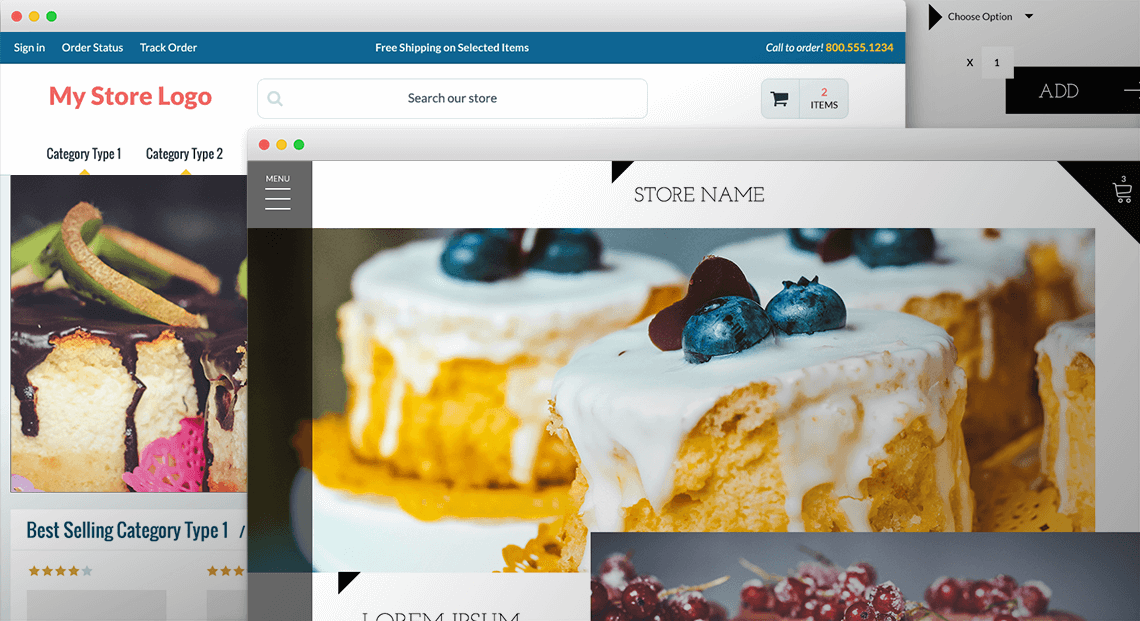 Sign in Order Status Track Order Free Shipping on Selected Items Call to order! 800.555.1234
My Store Logo
Search our store
2
ITEMS
Category Type 1 Category Type 2
Best Selling Category Type 1 /
Choose Option
X 1
ADD
MENU
STORE NAME
3
LOREM IPSUM